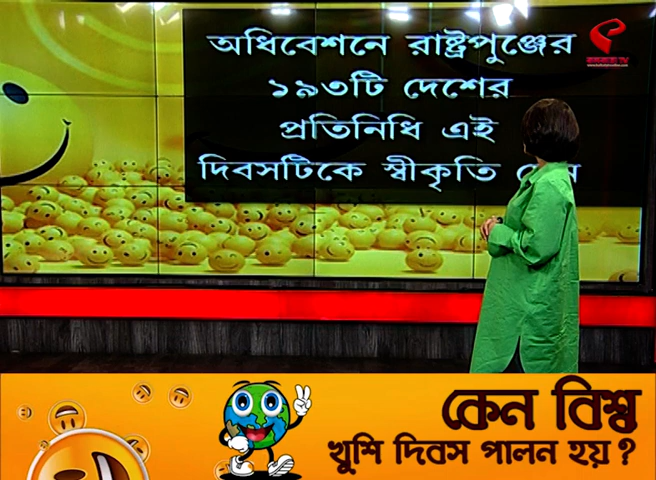 অধিবেশনে রাষ্ট্রপুঞ্জের
১৯৩টি দেশের
প্রতিনিধি এই
দিবসটিকে স্বীকৃতি
কেন বিশ্ব
খুশি দিবস পালন হয়?